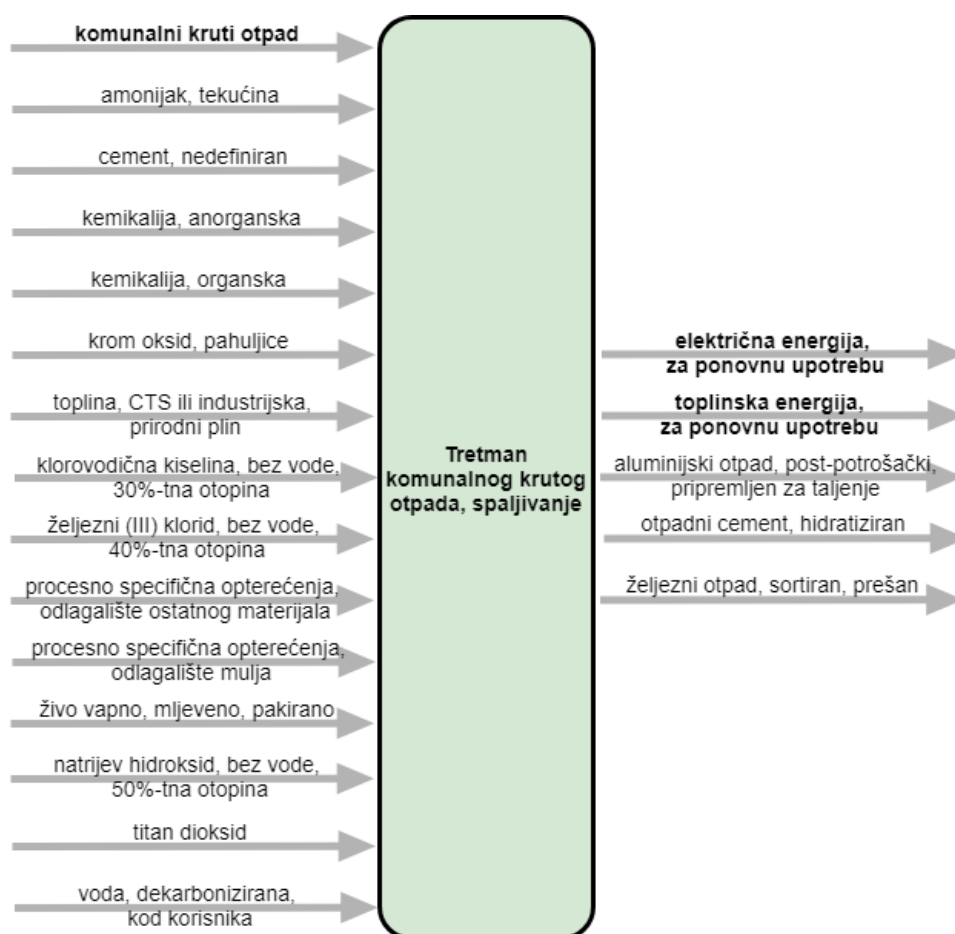 komunalni kruti otpad
amonijak, tekućina
cement, nedefiniran
kemikalija, anorganska
kemikalija, organska
krom oksid, pahuljice
toplina, CTS ili industrijska,
prirodni plin
klorovodična kiselina, bez vode,
30%-tna otopina
željezni (III) klorid, bez vode,
40%-tna otopina
procesno specifična opterećenja,
odlagalište ostatnog materijala
procesno specifična opterećenja,
odlagalište mulja
živo vapno, mljeveno, pakirano
natrijev hidroksid, bez vode,
50%-tna otopina
titan dioksid
voda, dekarbonizirana,
kod korisnika
Tretman
komunalnog krutog
otpada, spaljivanje
električna energija,
za ponovnu upotrebu
toplinska energija,
za ponovnu upotrebu
aluminijski otpad, post-potrošački,
pripremljen za taljenje
otpadni cement, hidratiziran
željezni otpad, sortiran, prešan